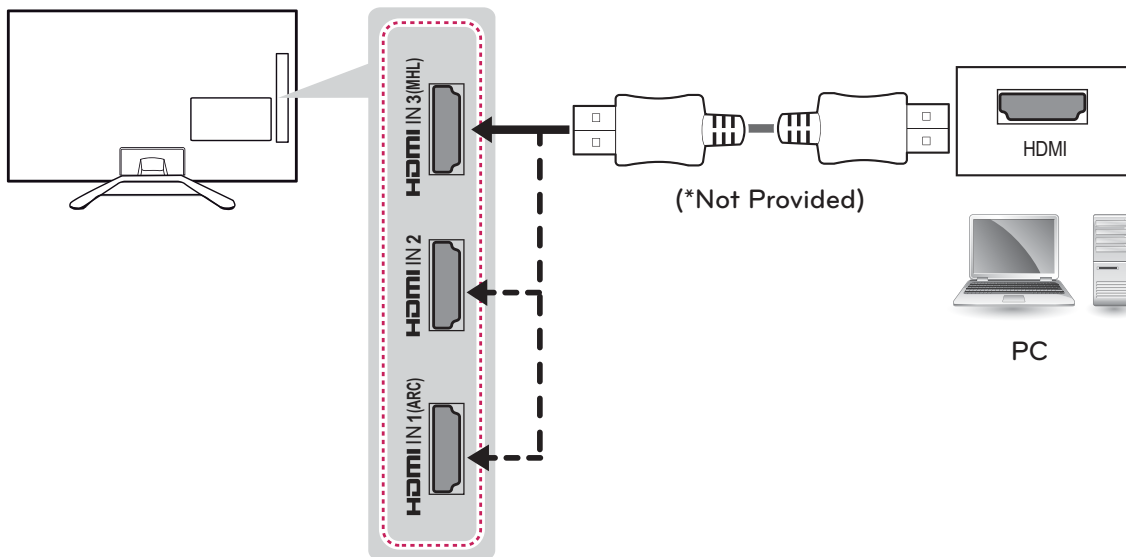 HDMI IN 3(MHL)
HDMI IN 2
HDMI IN 1(ARC)
(*Not Provided)
HDMI
PC